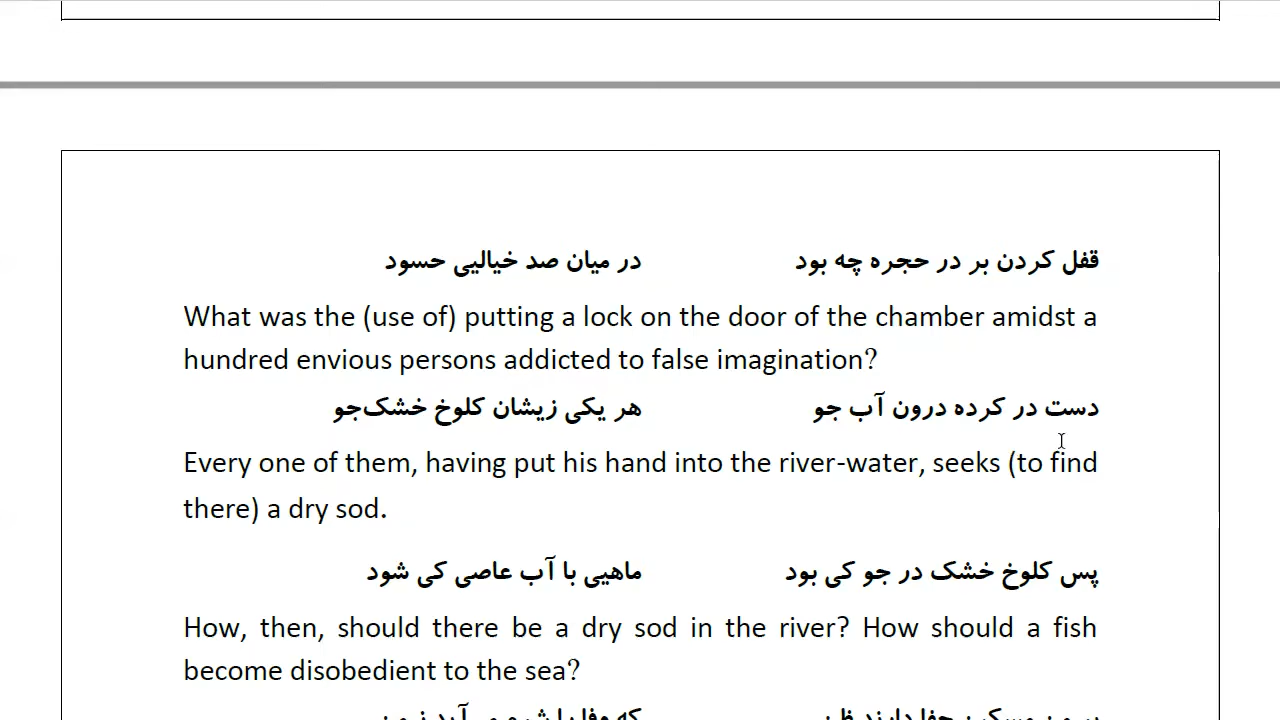 قفل کردن بر در حجره چه بود در میان صد خیالیی حسود
What was the (use of) putting a lock on the door of the chamber amidst a
hundred envious persons addicted to false imagination?
دست در کرده درون آب جو هر یکی زیشان کلوخ خشک‌جو
Every one of them, having put his hand into the river-water, seeks (to find
there) a dry sod.
پس کلوخ خشک در جو کی بود ماهیی با آب عاصی کی شود
How, then, should there be a dry sod in the river? How should a fish
become disobedient to the sea?